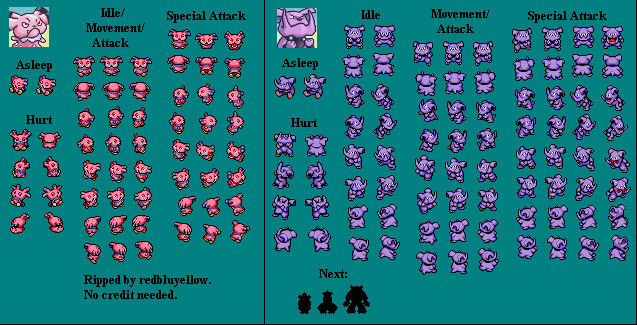 Idle/
Movement/
Attack
Special Attack
Asleep
Hurt
Ripped by redbluyellow.
No credit needed.
Idle
Movement/
Attack
Special Attack
Asleep
Hurt
Next: